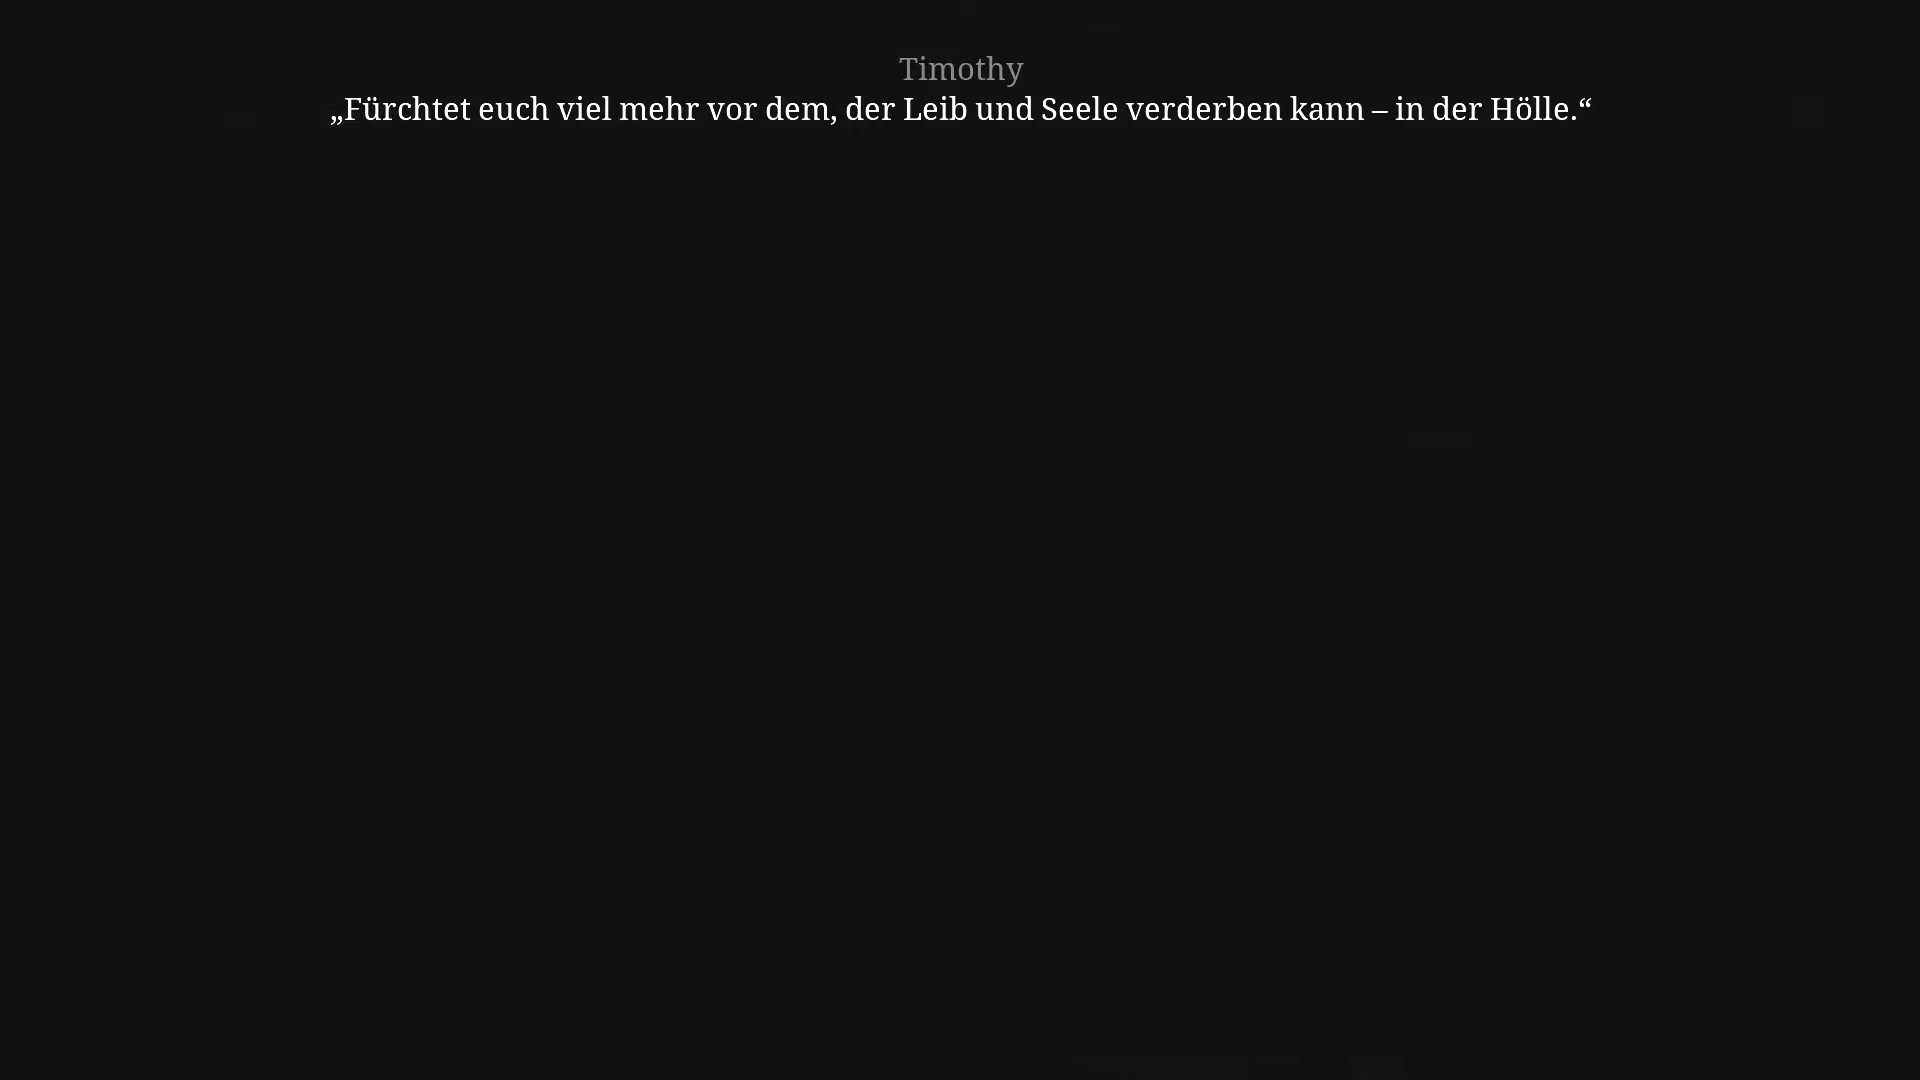 Timothy
„Fürchtet euch viel mehr vor dem, der Leib und Seele verderben kann – in der Hölle.“